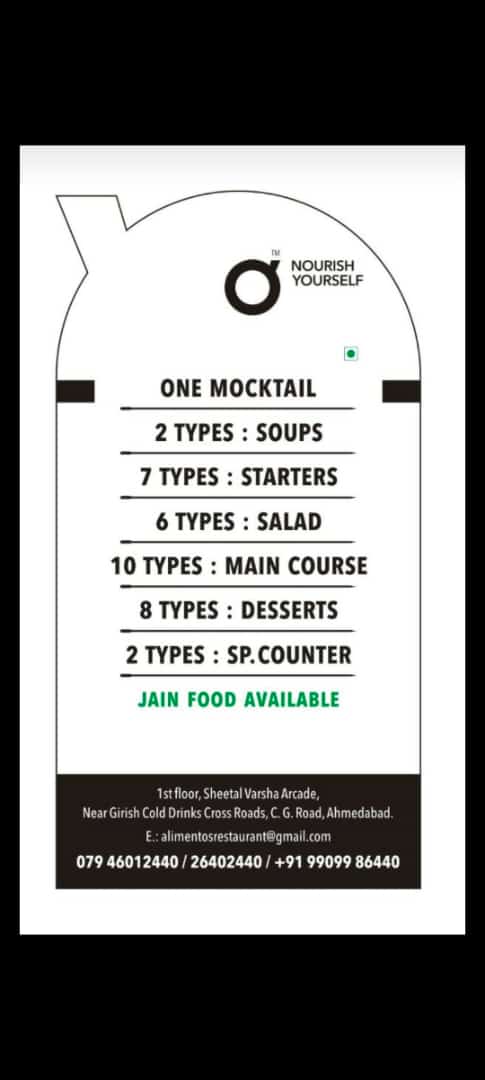 TM
NOURISH
YOURSELF
ONE MOCKTAIL
2 TYPES : SOUPS
7 TYPES : STARTERS
6 TYPES : SALAD
10 TYPES : MAIN COURSE
8 TYPES : DESSERTS
2 TYPES : SP.COUNTER
JAIN FOOD AVAILABLE
1st floor, Sheetal Varsha Arcade,
Near Girish Cold Drinks Cross Roads, C. G. Road, Ahmedabad.
E.: alimentosrestaurant@gmail.com
079 46012440 / 26402440 / +91 99099 86440